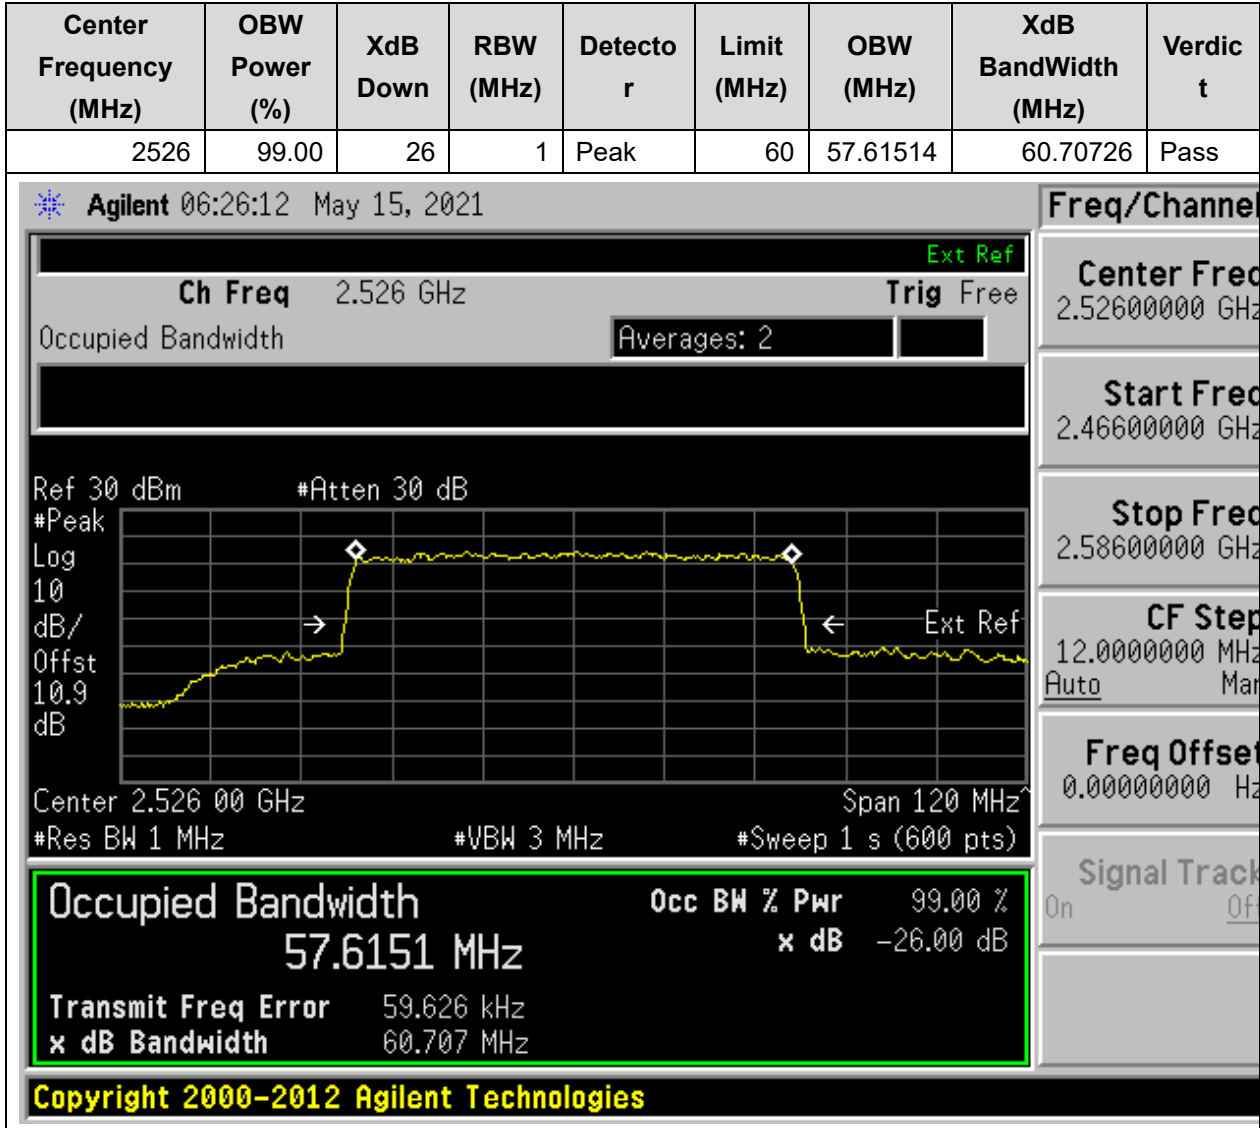 Center Frequency (MHz) OBW Power (%) XdB Down RBW (MHz) Detecto r Limit (MHz) OBW (MHz) XdB BandWidth (MHz) Verdic t
2526 99.00 26 1 Peak 60 57.61514 60.70726 Pass
Agilent 06:26:12 May 15, 2021
Freq/Channel
Ext Ref
Ch Freq 2.526 GHz Trig Free
Occupied Bandwidth Averages: 2
Center Freq
2.52600000 GHz
Start Freq
2.46600000 GHz
Stop Freq
2.58600000 GHz
CF Step
12.0000000 MHz
Auto Man
Freq Offset
0.00000000 Hz
Signal Track
On Off
Ref 30 dBm #Atten 30 dB
#Peak
Log
10
dB/
Offst
10.9
dB
Ext Ref
Center 2.526 00 GHz Span 120 MHz^
#Res BW 1 MHz #VBW 3 MHz #Sweep 1 s (600 pts)
Occupied Bandwidth Occ BW % Pwr 99.00 %
57.6151 MHz x dB -26.00 dB
Transmit Freq Error 59.626 kHz
x dB Bandwidth 60.707 MHz
Copyright 2000-2012 Agilent Technologies